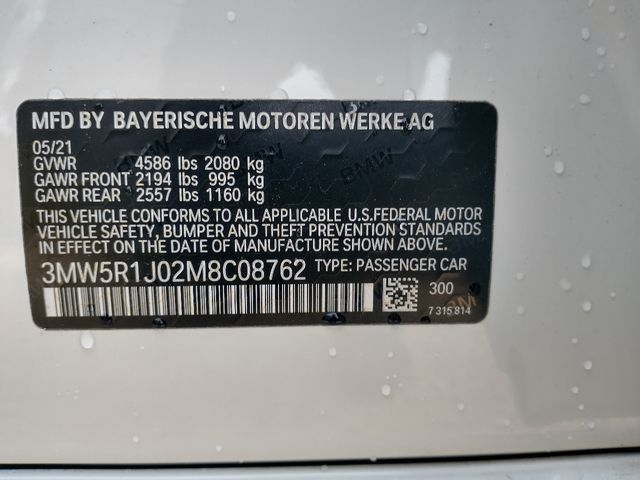 MFD BY BAYERISCHE MOTOREN WERKE AG
05/21
GVWR 4586 lbs 2080 kg
GAWR FRONT 2194 lbs 995 kg
GAWR REAR 2557 lbs 1160 kg
THIS VEHICLE CONFORMS TO ALL APPLICABLE U.S.FEDERAL MOTOR
VEHICLE SAFETY, BUMPER AND THEFT PREVENTION STANDARDS
IN EFFECT ON THE DATE OF MANUFACTURE SHOWN ABOVE.
3MW5R1J02M8C08762 TYPE: PASSENGER CAR
300
7 315 814